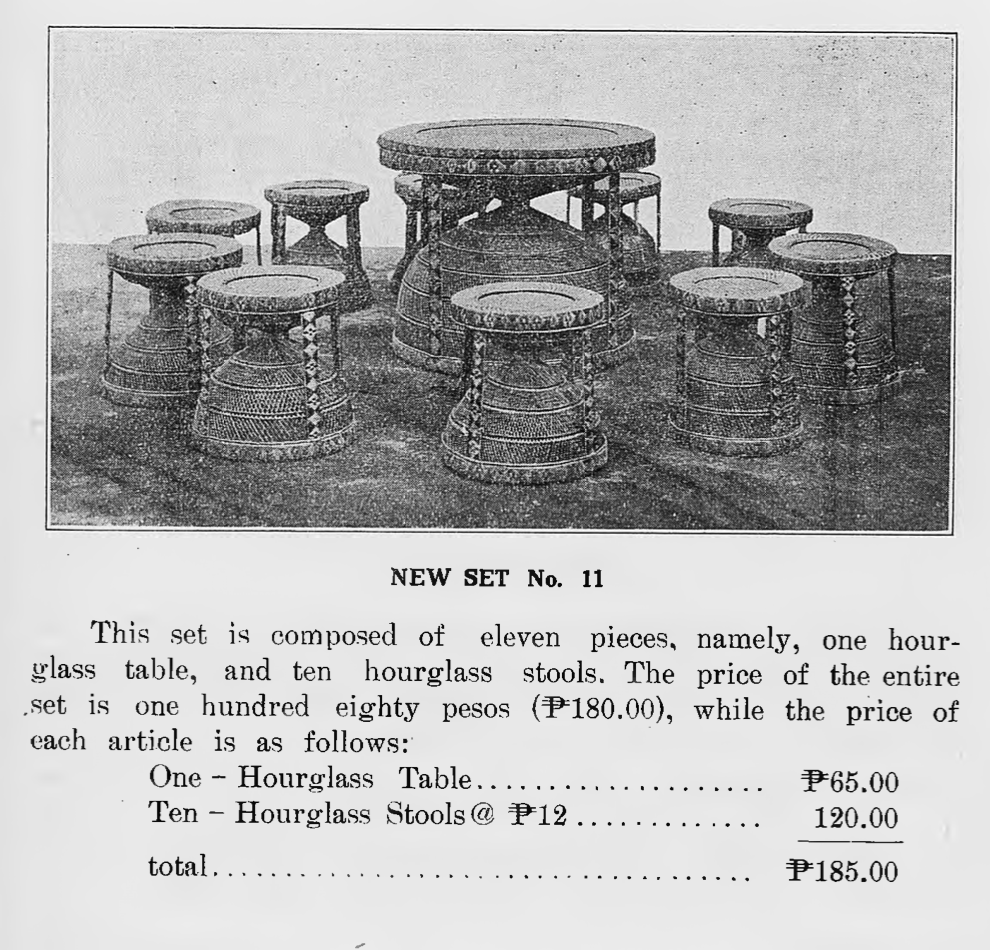 NEW SET No. 11
This set is composed of eleven pieces, namely, one hour-
glass table, and ten hourglass stools. The price of the entire
set is one hundred eighty pesos (₱180.00), while the price of
each article is as follows:
One - Hourglass Table..................... ₱65.00
Ten - Hourglass Stools @ ₱12 ............. 120.00
total.................................... ₱185.00